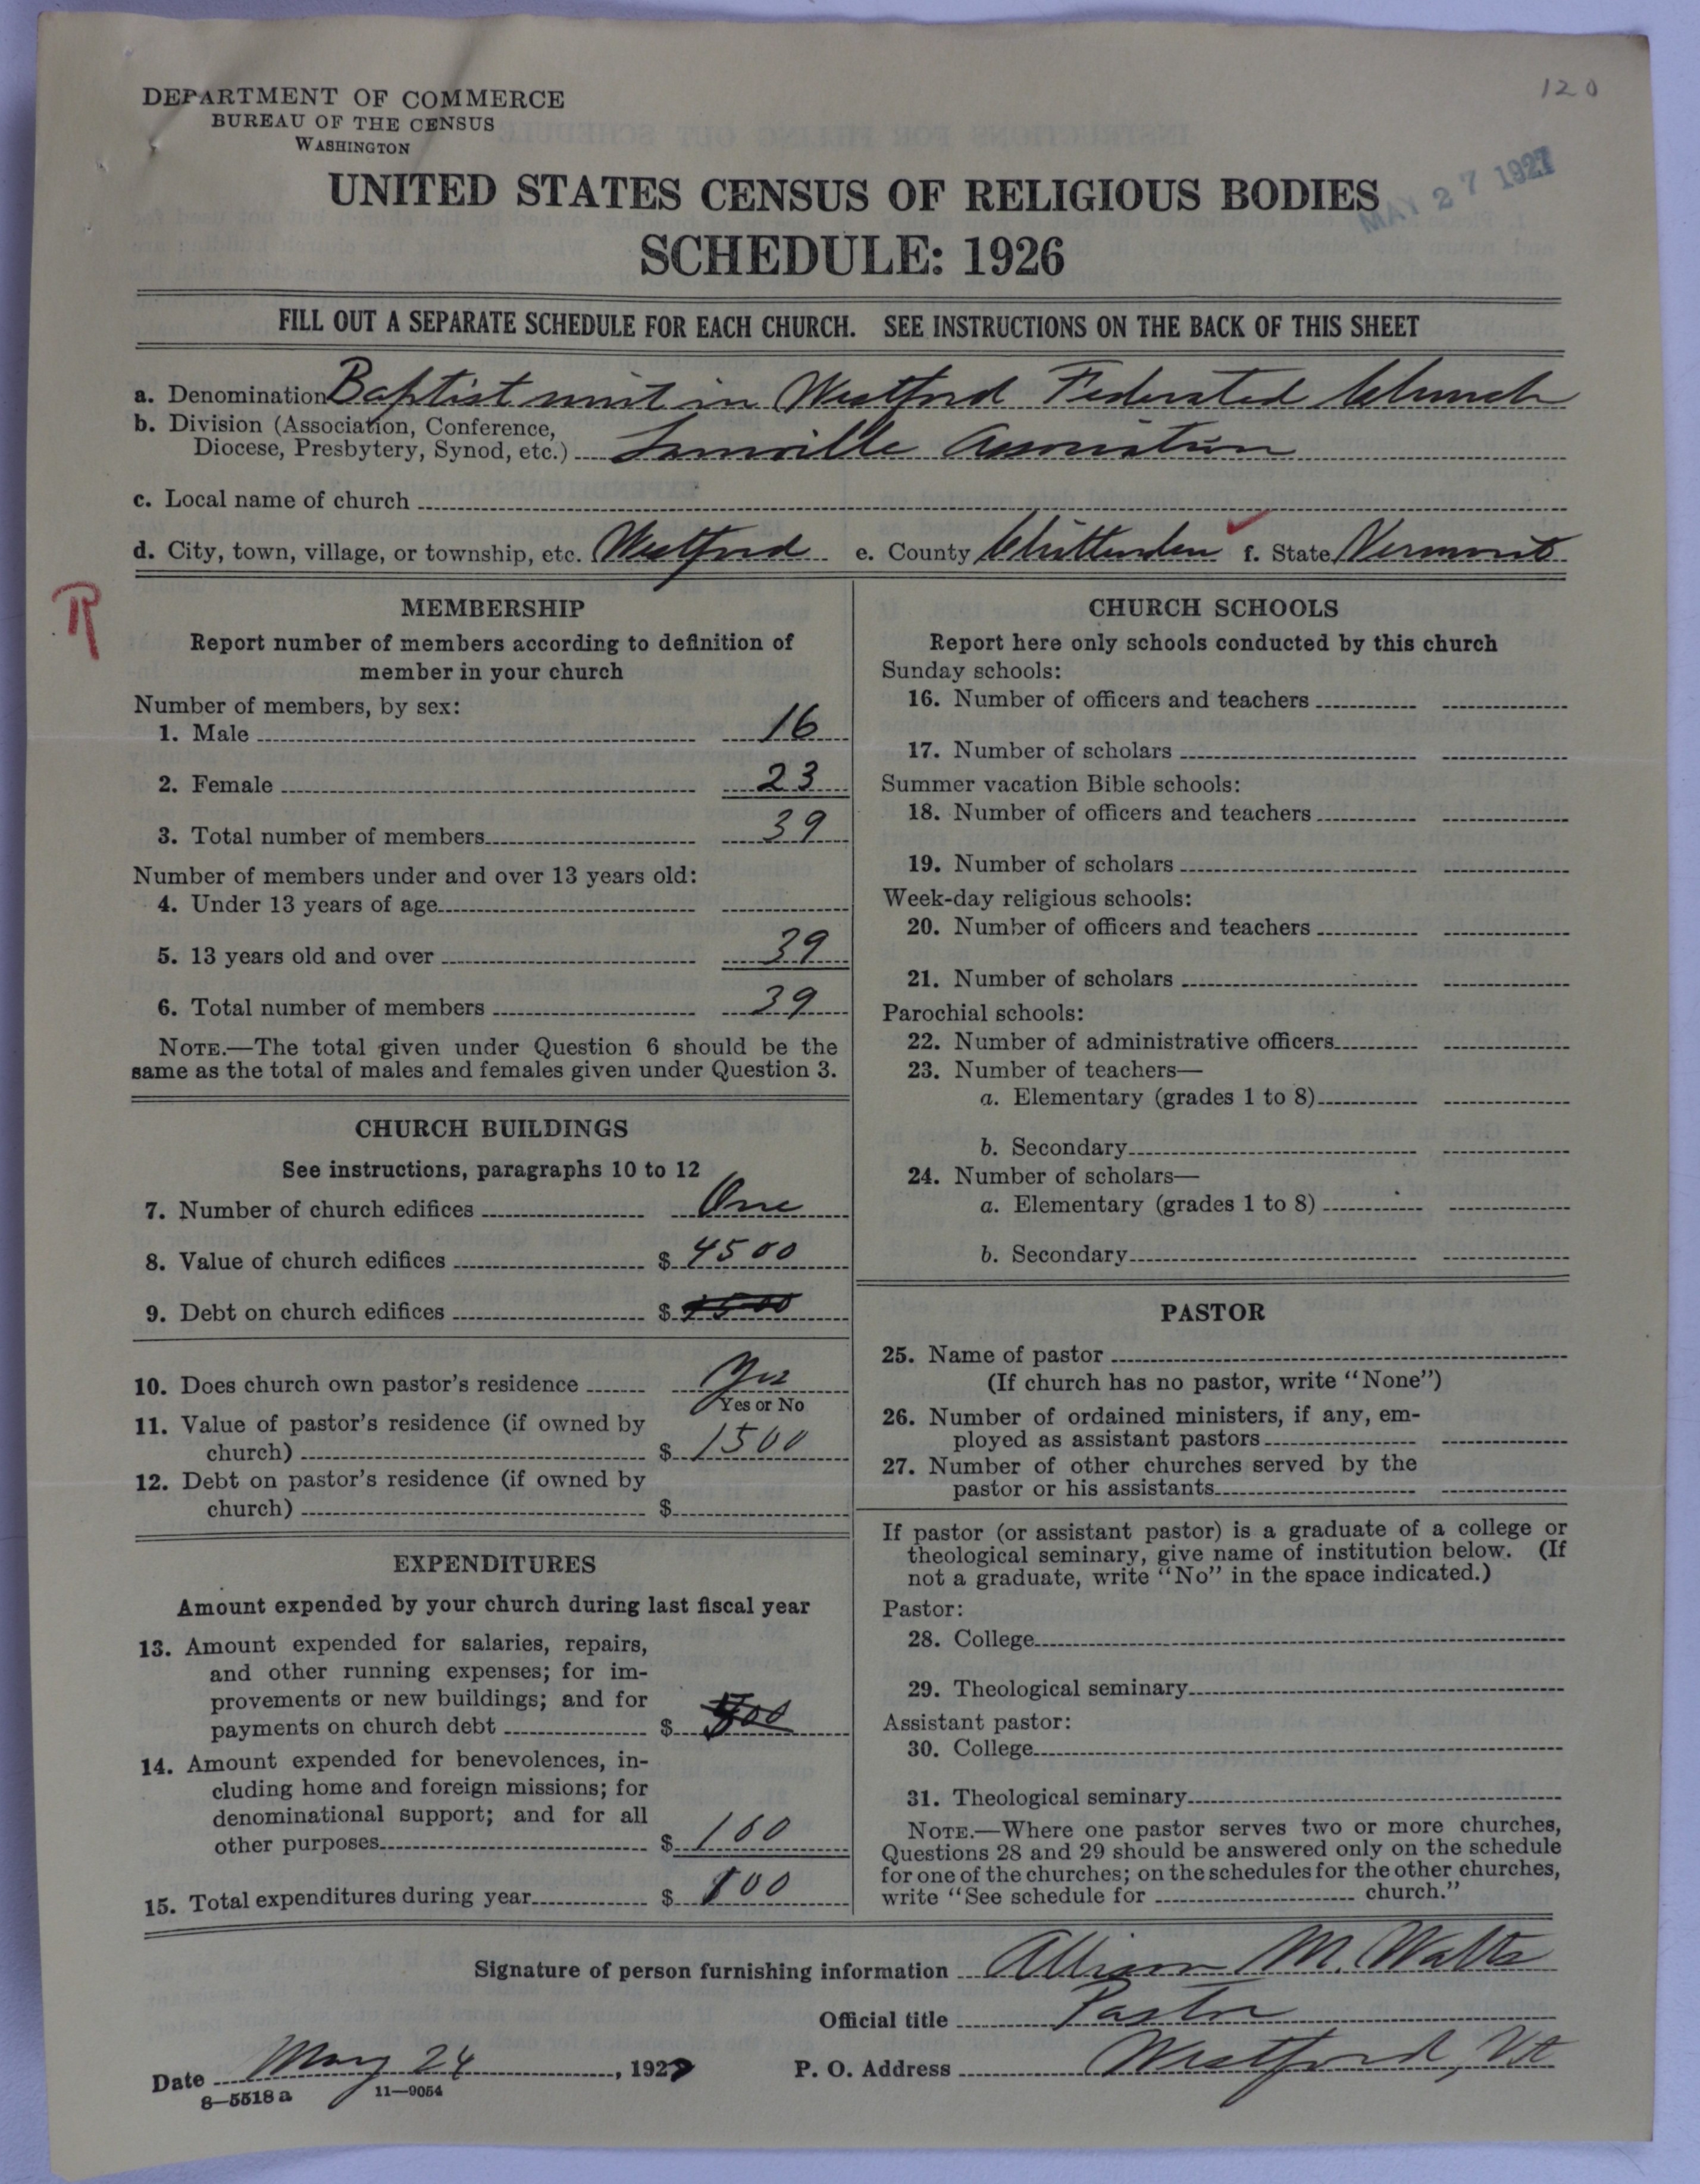 120
DEPARTMENT OF COMMERCE
BUREAU OF THE CENSUS
WASHINGTON
MAY 27 1927
UNITED STATES CENSUS OF RELIGIOUS BODIES
SCHEDULE: 1926
FILL OUT A SEPARATE SCHEDULE FOR EACH CHURCH. SEE INSTRUCTIONS ON THE BACK OF THIS SHEET
a. Denomination Baptist unit in Westford Federated Church
b. Division (Association, Conference,
Diocese, Presbytery, Synod, etc.) Lamville Association
c. Local name of church
d. City, town, village, or township, etc. Westford e. County Chittenden f. State Vermont
R
MEMBERSHIP
Report number of members according to definition of
member in your church
Number of members, by sex:
1. Male 16
2. Female 23
3. Total number of members 39
Number of members under and over 13 years old:
4. Under 13 years of age
5. 13 years old and over 39
6. Total number of members 39
NOTE.—The total given under Question 6 should be the
same as the total of males and females given under Question 3.
CHURCH BUILDINGS
See instructions, paragraphs 10 to 12
7. Number of church edifices One
8. Value of church edifices $ 4500
9. Debt on church edifices $
10. Does church own pastor's residence Yes
Yes or No
11. Value of pastor's residence (if owned by
church) $ 1500
12. Debt on pastor's residence (if owned by
church) $
EXPENDITURES
Amount expended by your church during last fiscal year
13. Amount expended for salaries, repairs,
and other running expenses; for im-
provements or new buildings; and for
payments on church debt $
14. Amount expended for benevolences, in-
cluding home and foreign missions; for
denominational support; and for all
other purposes $ 100
15. Total expenditures during year $ 100
CHURCH SCHOOLS
Report here only schools conducted by this church
Sunday schools:
16. Number of officers and teachers
17. Number of scholars
Summer vacation Bible schools:
18. Number of officers and teachers
19. Number of scholars
Week-day religious schools:
20. Number of officers and teachers
21. Number of scholars
Parochial schools:
22. Number of administrative officers
23. Number of teachers—
a. Elementary (grades 1 to 8)
b. Secondary
24. Number of scholars—
a. Elementary (grades 1 to 8)
b. Secondary
PASTOR
25. Name of pastor
(If church has no pastor, write "None")
26. Number of ordained ministers, if any, em-
ployed as assistant pastors
27. Number of other churches served by the
pastor or his assistants
If pastor (or assistant pastor) is a graduate of a college or
theological seminary, give name of institution below. (If
not a graduate, write "No" in the space indicated.)
Pastor:
28. College
29. Theological seminary
Assistant pastor:
30. College
31. Theological seminary
NOTE.—Where one pastor serves two or more churches,
Questions 28 and 29 should be answered only on the schedule
for one of the churches; on the schedules for the other churches,
write "See schedule for church."
Signature of person furnishing information Allison M. Watts
Official title Pastor
Date May 24, 1927 P. O. Address Westford, Vt
8—5518 a 11—9054